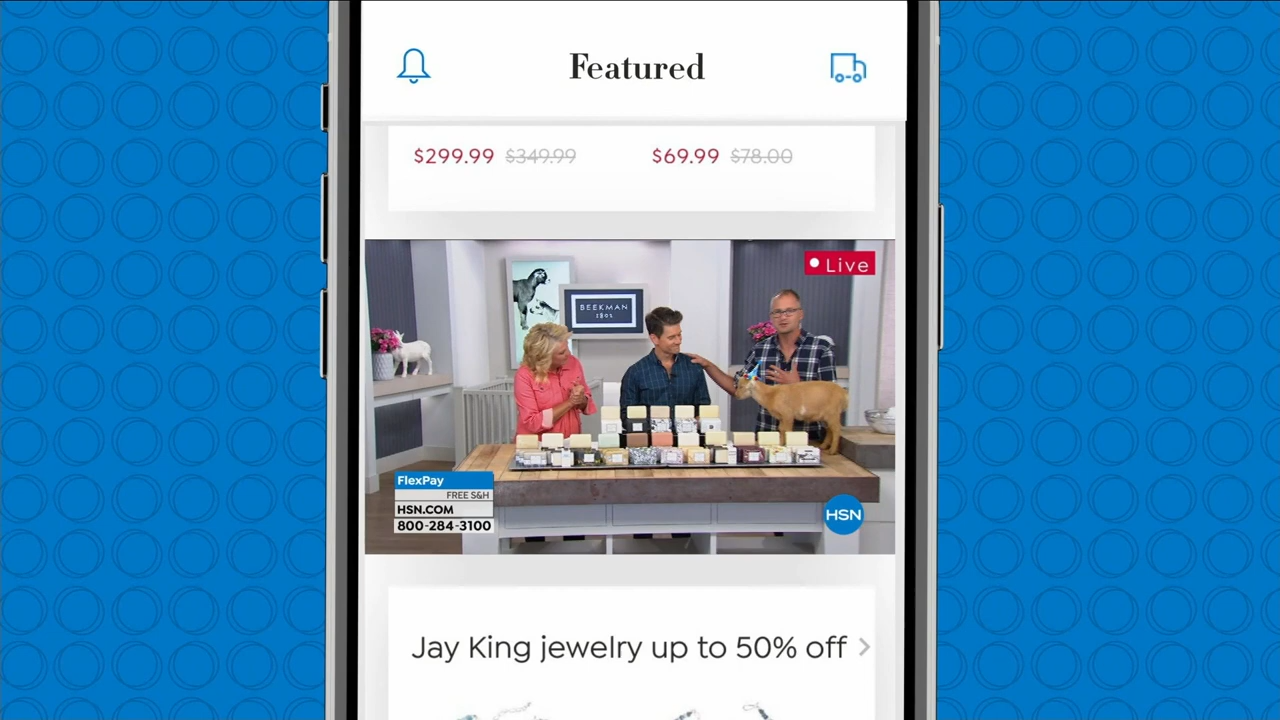 Featured
$299.99 $349.99 $69.99 $78.00
Live
BEEKMAN
1802
FlexPay
FREE S&H
HSN.COM
800-284-3100
HSN
Jay King jewelry up to 50% off